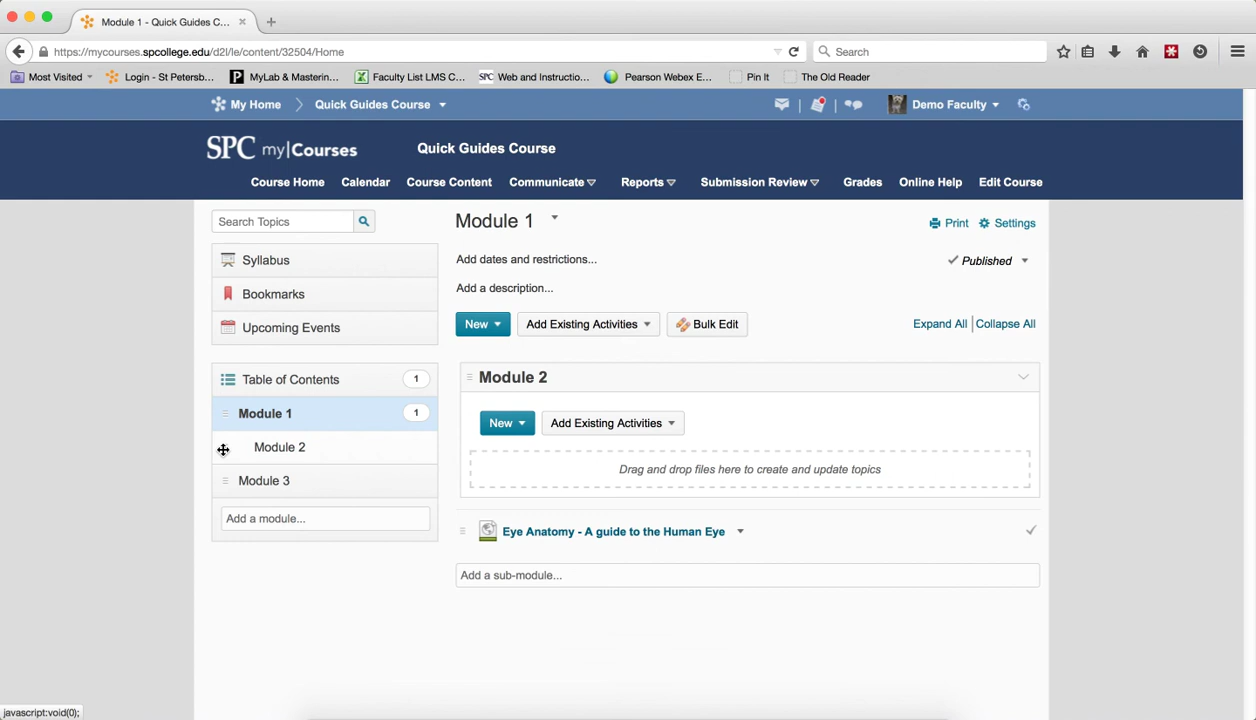 Module 1 - Quick Guides C...
https://mycourses.spcollege.edu/d2l/le/content/32504/Home
Search
Most Visited
Login - St Petersb...
MyLab & Masterin...
Faculty List LMS C...
SPC Web and Instructio...
Pearson Webex E...
Pin It
The Old Reader
My Home
Quick Guides Course
Demo Faculty
SPC my|Courses
Quick Guides Course
Course Home
Calendar
Course Content
Communicate
Reports
Submission Review
Grades
Online Help
Edit Course
Search Topics
Module 1
Print
Settings
Syllabus
Add dates and restrictions...
Published
Bookmarks
Add a description...
Upcoming Events
New
Add Existing Activities
Bulk Edit
Expand All
Collapse All
Table of Contents 1
Module 1 1
Module 2
Module 3
Add a module...
Module 2
New
Add Existing Activities
Drag and drop files here to create and update topics
Eye Anatomy - A guide to the Human Eye
Add a sub-module...
javascript:void(0);